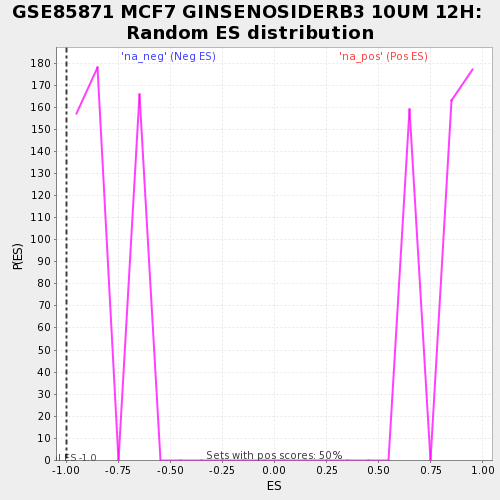 GSE85871 MCF7 GINSENOSIDERB3 10UM 12H:
Random ES distribution
'na_neg' (Neg ES)
'na_pos' (Pos ES)
180
170
160
150
140
130
120
110
100
90
80
70
60
50
40
30
20
10
0
P(ES)
ES -1.0
Sets with pos scores: 50%
-1.00 -0.75 -0.50 -0.25 0.00 0.25 0.50 0.75 1.00
ES